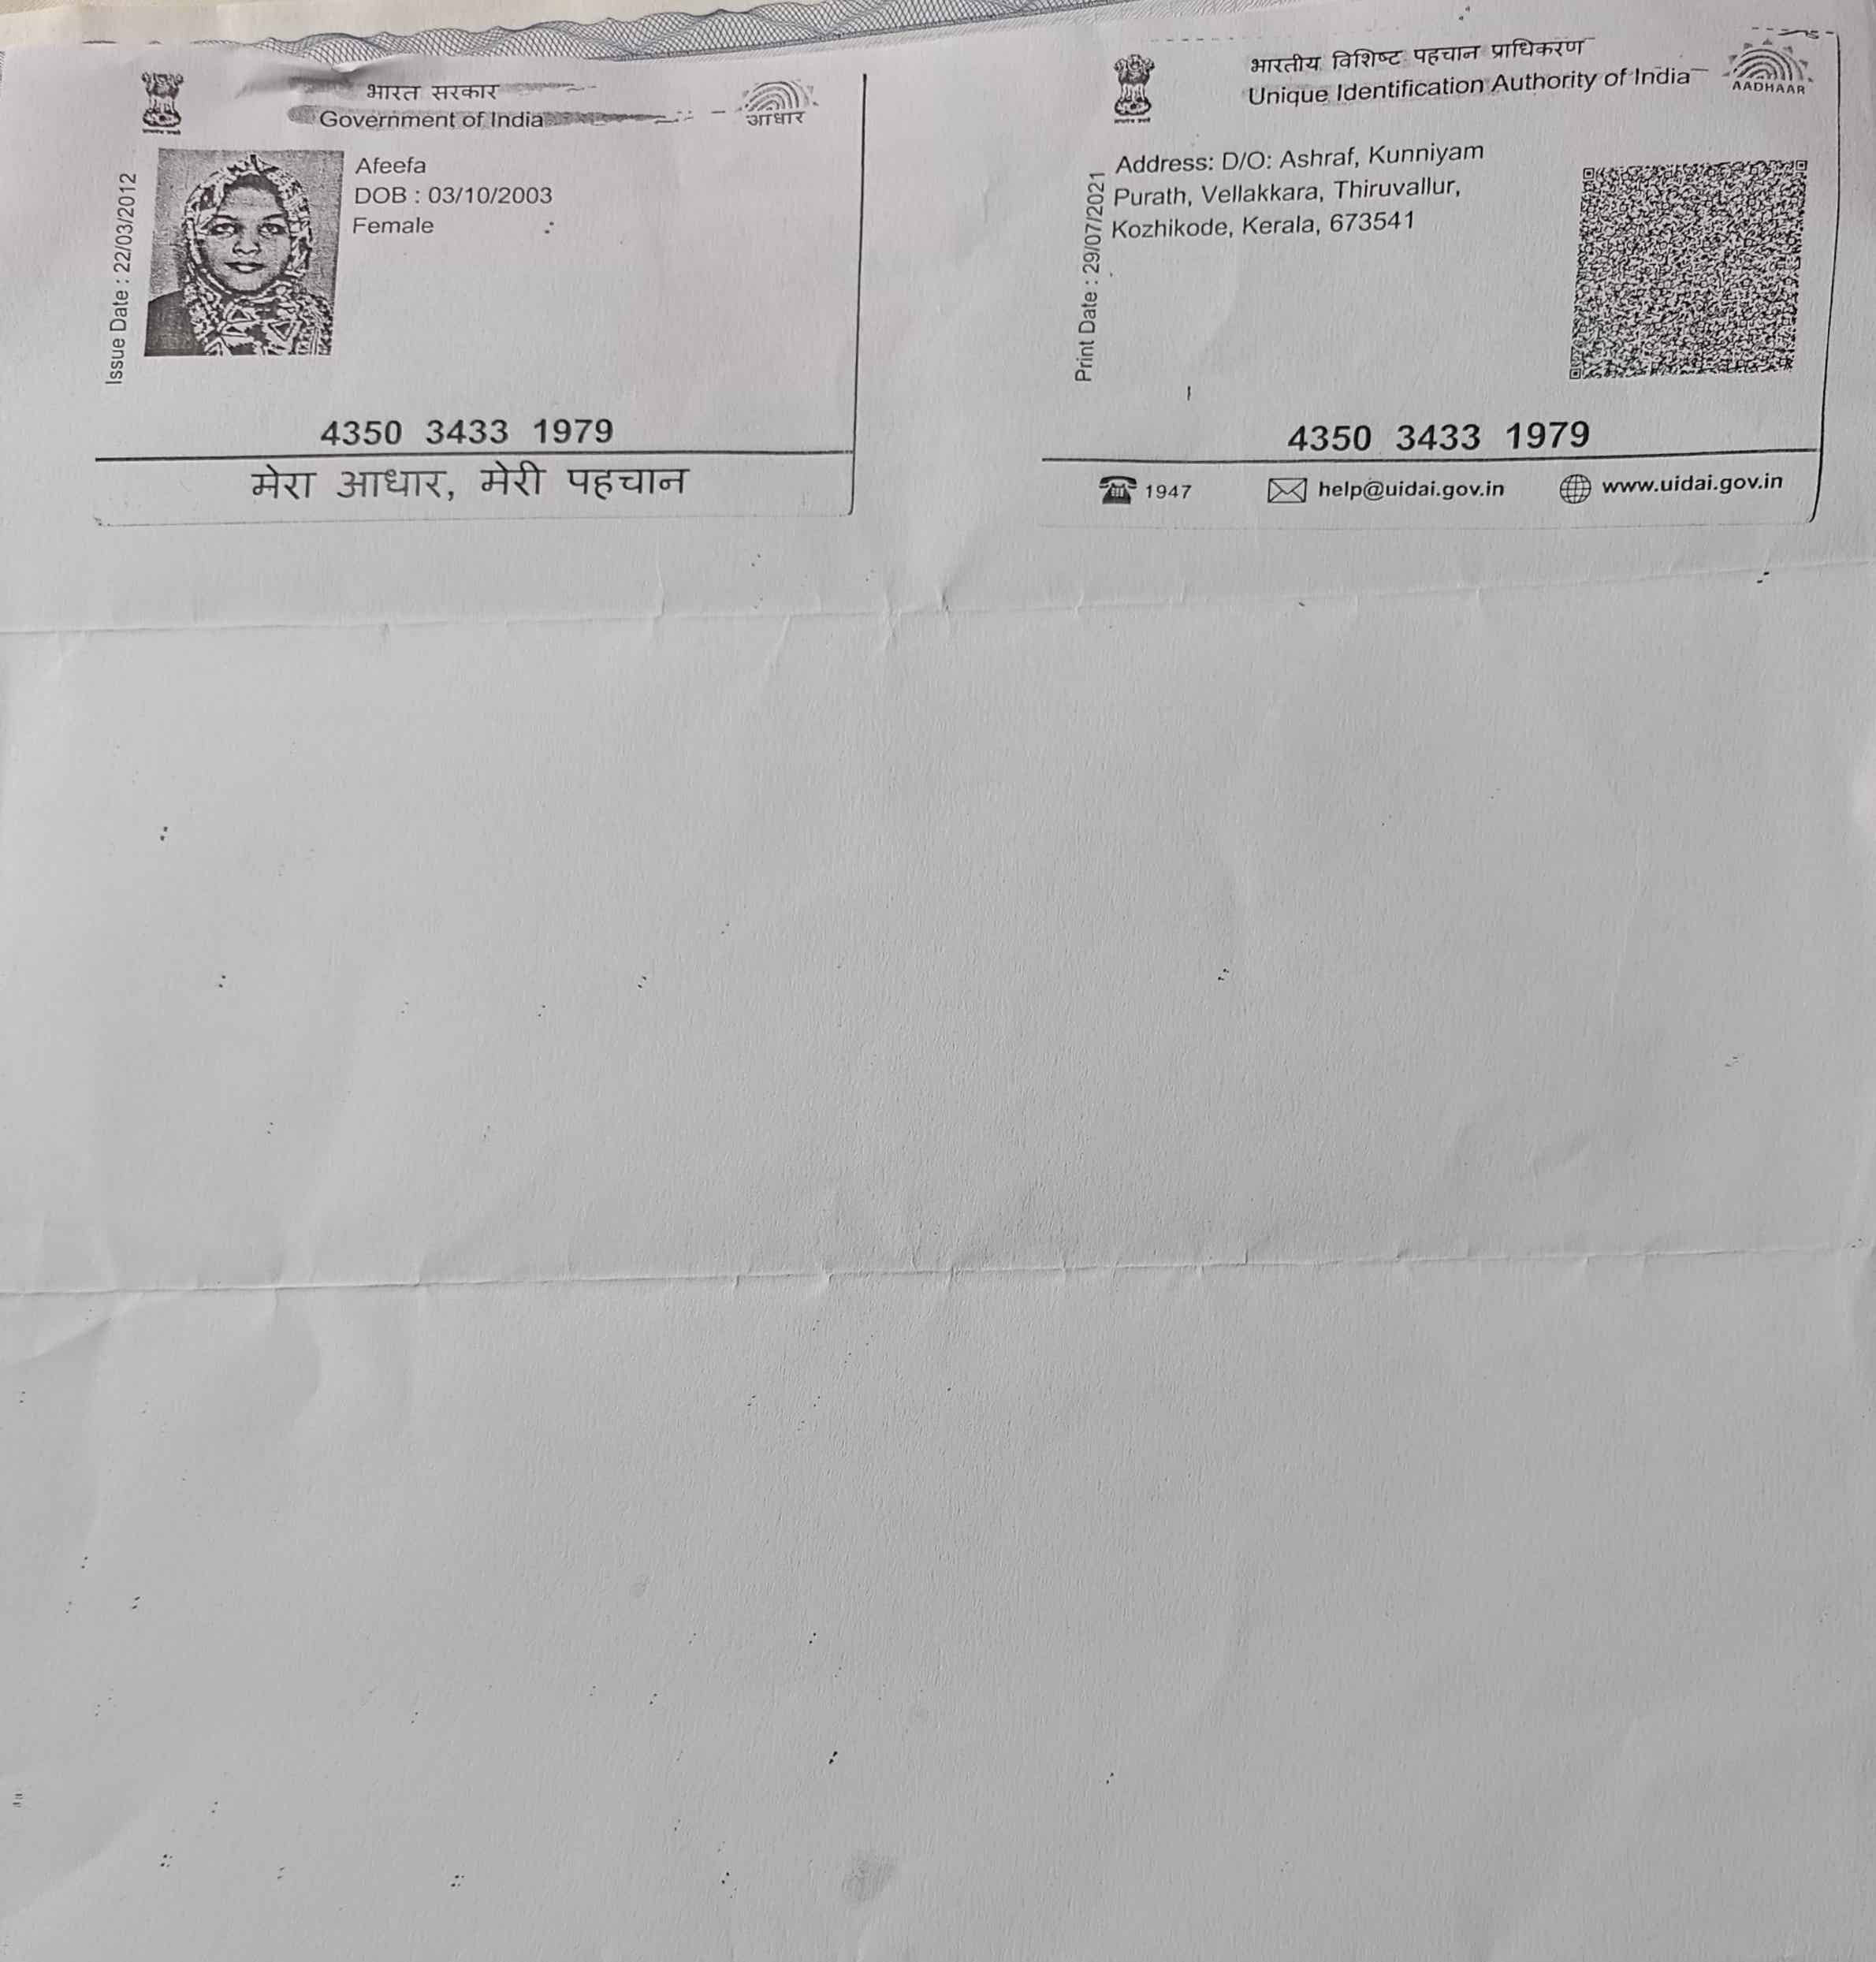 भारत सरकार
Government of India
आधार
Issue Date : 22/03/2012
Afeefa
DOB : 03/10/2003
Female
4350 3433 1979
मेरा आधार, मेरी पहचान
भारतीय विशिष्ट पहचान प्राधिकरण
Unique Identification Authority of India
AADHAAR
Print Date : 29/07/2021
Address: D/O: Ashraf, Kunniyam
Purath, Vellakkara, Thiruvallur,
Kozhikode, Kerala, 673541
4350 3433 1979
1947
help@uidai.gov.in
www.uidai.gov.in